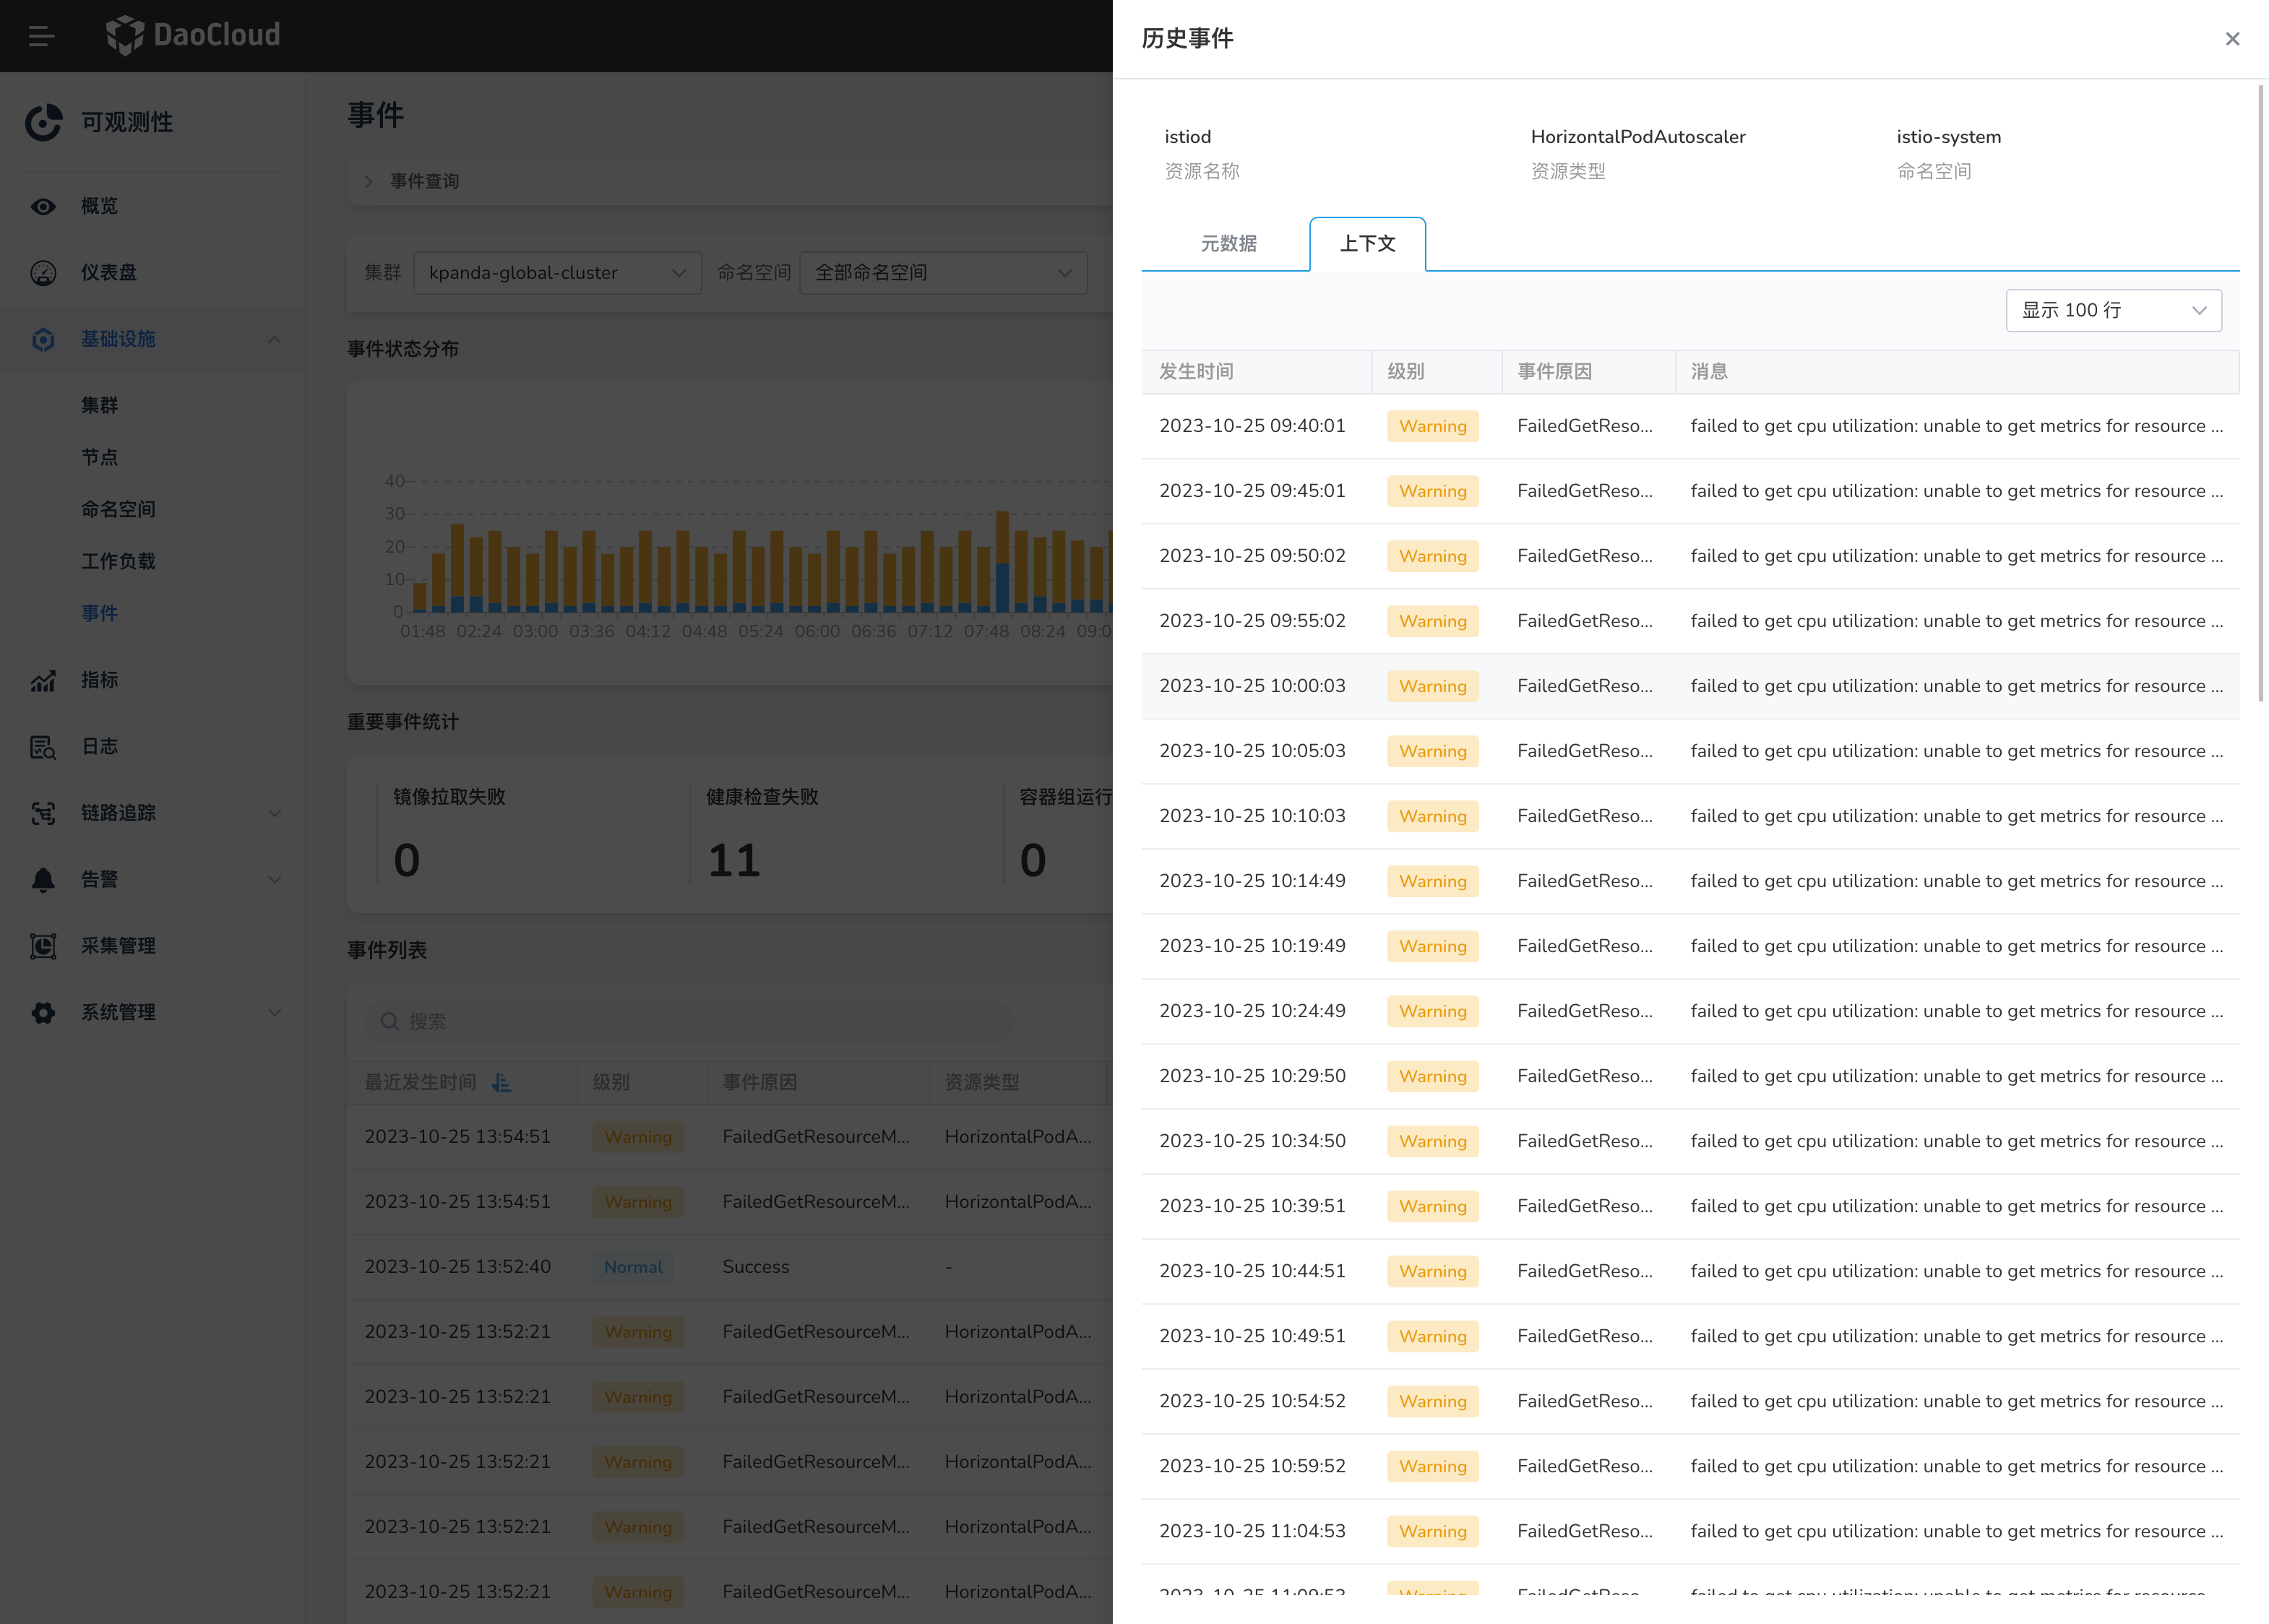 DaoCloud
可观测性
概览
仪表盘
基础设施
集群
节点
命名空间
工作负载
事件
指标
日志
链路追踪
告警
采集管理
系统管理
事件
事件查询
集群 kpanda-global-cluster 命名空间 全部命名空间
事件状态分布
40
30
20
10
0
01:48 02:24 03:00 03:36 04:12 04:48 05:24 06:00 06:36 07:12 07:48 08:24 09:0
重要事件统计
镜像拉取失败 健康检查失败 容器组运行
0 11 0
事件列表
搜索
最近发生时间 级别 事件原因 资源类型
2023-10-25 13:54:51 Warning FailedGetResourceM... HorizontalPodA...
2023-10-25 13:54:51 Warning FailedGetResourceM... HorizontalPodA...
2023-10-25 13:52:40 Normal Success -
2023-10-25 13:52:21 Warning FailedGetResourceM... HorizontalPodA...
2023-10-25 13:52:21 Warning FailedGetResourceM... HorizontalPodA...
2023-10-25 13:52:21 Warning FailedGetResourceM... HorizontalPodA...
2023-10-25 13:52:21 Warning FailedGetResourceM... HorizontalPodA...
2023-10-25 13:52:21 Warning FailedGetResourceM... HorizontalPodA...
历史事件
istiod HorizontalPodAutoscaler istio-system
资源名称 资源类型 命名空间
元数据 上下文
显示 100 行
发生时间 级别 事件原因 消息
2023-10-25 09:40:01 Warning FailedGetReso... failed to get cpu utilization: unable to get metrics for resource ...
2023-10-25 09:45:01 Warning FailedGetReso... failed to get cpu utilization: unable to get metrics for resource ...
2023-10-25 09:50:02 Warning FailedGetReso... failed to get cpu utilization: unable to get metrics for resource ...
2023-10-25 09:55:02 Warning FailedGetReso... failed to get cpu utilization: unable to get metrics for resource ...
2023-10-25 10:00:03 Warning FailedGetReso... failed to get cpu utilization: unable to get metrics for resource ...
2023-10-25 10:05:03 Warning FailedGetReso... failed to get cpu utilization: unable to get metrics for resource ...
2023-10-25 10:10:03 Warning FailedGetReso... failed to get cpu utilization: unable to get metrics for resource ...
2023-10-25 10:14:49 Warning FailedGetReso... failed to get cpu utilization: unable to get metrics for resource ...
2023-10-25 10:19:49 Warning FailedGetReso... failed to get cpu utilization: unable to get metrics for resource ...
2023-10-25 10:24:49 Warning FailedGetReso... failed to get cpu utilization: unable to get metrics for resource ...
2023-10-25 10:29:50 Warning FailedGetReso... failed to get cpu utilization: unable to get metrics for resource ...
2023-10-25 10:34:50 Warning FailedGetReso... failed to get cpu utilization: unable to get metrics for resource ...
2023-10-25 10:39:51 Warning FailedGetReso... failed to get cpu utilization: unable to get metrics for resource ...
2023-10-25 10:44:51 Warning FailedGetReso... failed to get cpu utilization: unable to get metrics for resource ...
2023-10-25 10:49:51 Warning FailedGetReso... failed to get cpu utilization: unable to get metrics for resource ...
2023-10-25 10:54:52 Warning FailedGetReso... failed to get cpu utilization: unable to get metrics for resource ...
2023-10-25 10:59:52 Warning FailedGetReso... failed to get cpu utilization: unable to get metrics for resource ...
2023-10-25 11:04:53 Warning FailedGetReso... failed to get cpu utilization: unable to get metrics for resource ...